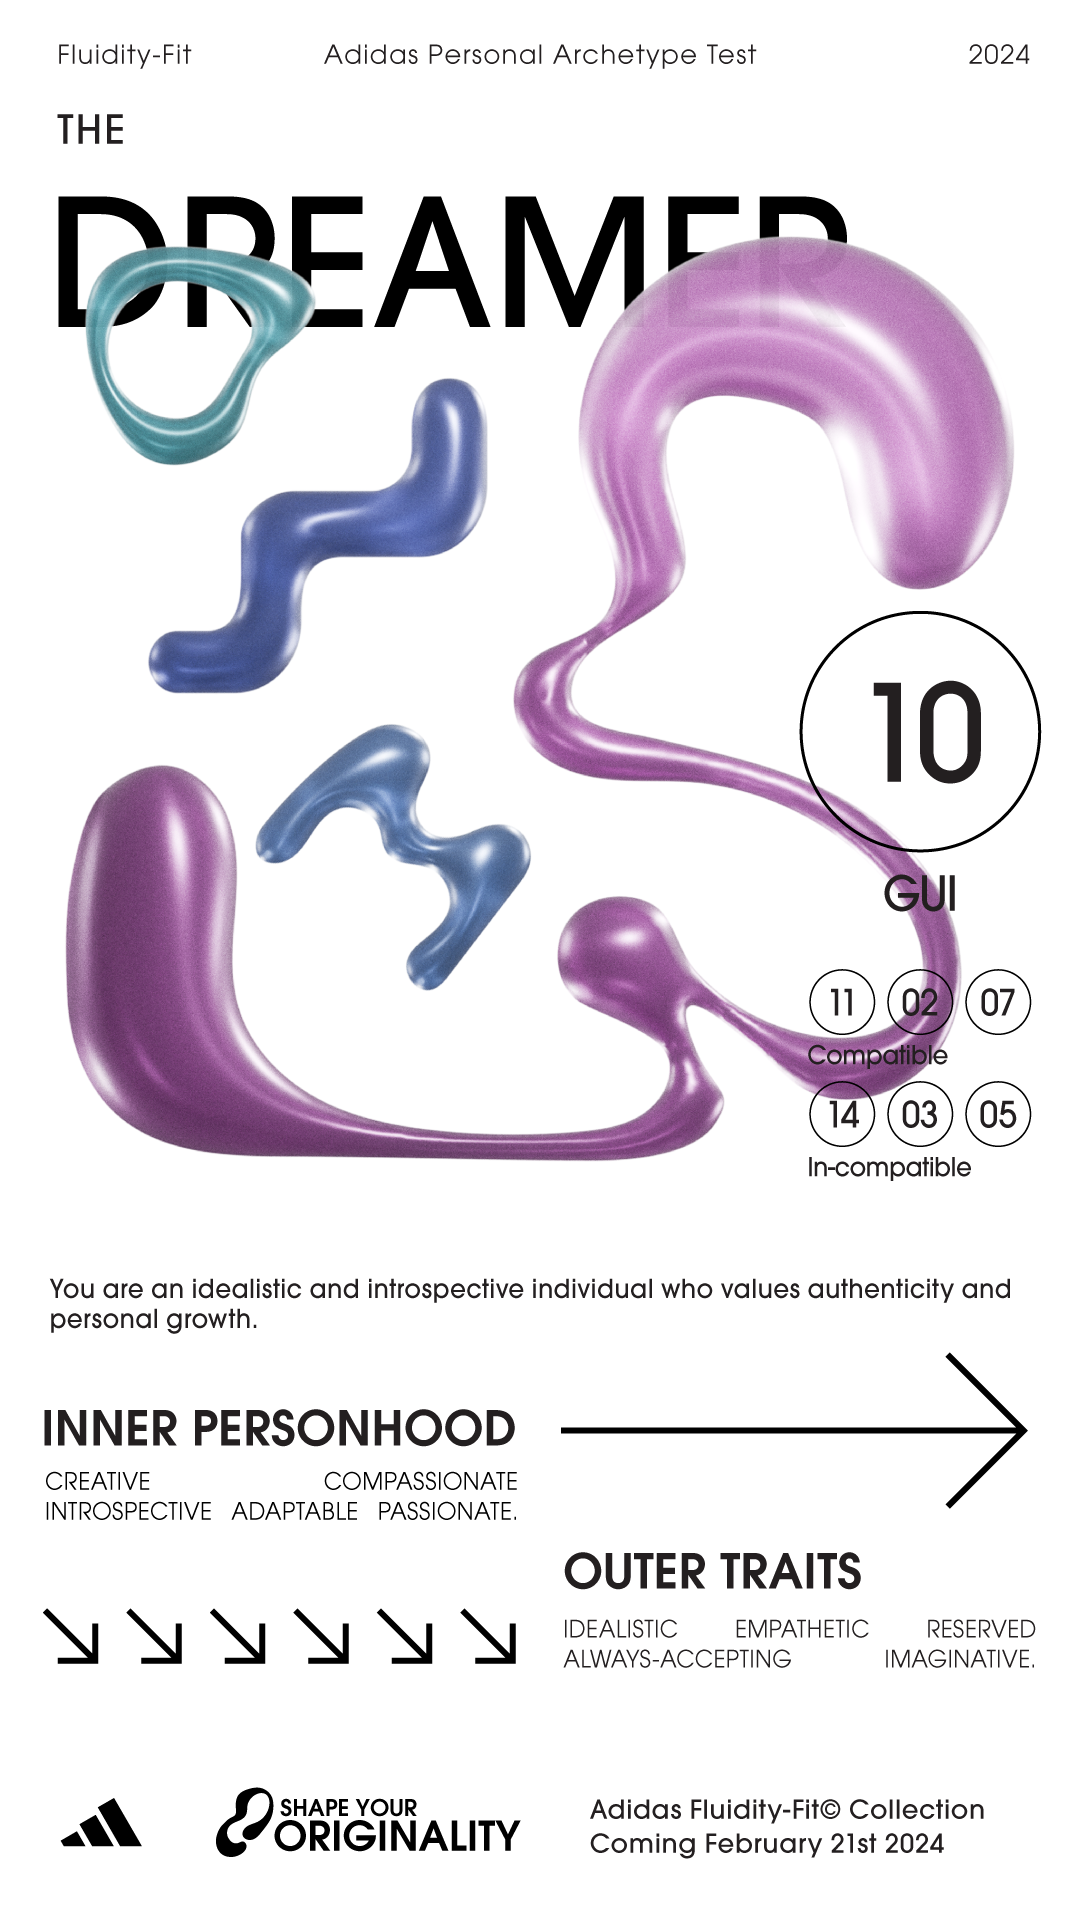 Fluidity-Fit
Adidas Personal Archetype Test
2024
THE
DREAMER
10
GUI
11 02 07
Compatible
14 03 05
In-compatible
You are an idealistic and introspective individual who values authenticity and
personal growth.
INNER PERSONHOOD
CREATIVE COMPASSIONATE
INTROSPECTIVE ADAPTABLE PASSIONATE.
OUTER TRAITS
IDEALISTIC EMPATHETIC RESERVED
ALWAYS-ACCEPTING IMAGINATIVE.
SHAPE YOUR
ORIGINALITY
Adidas Fluidity-Fit© Collection
Coming February 21st 2024